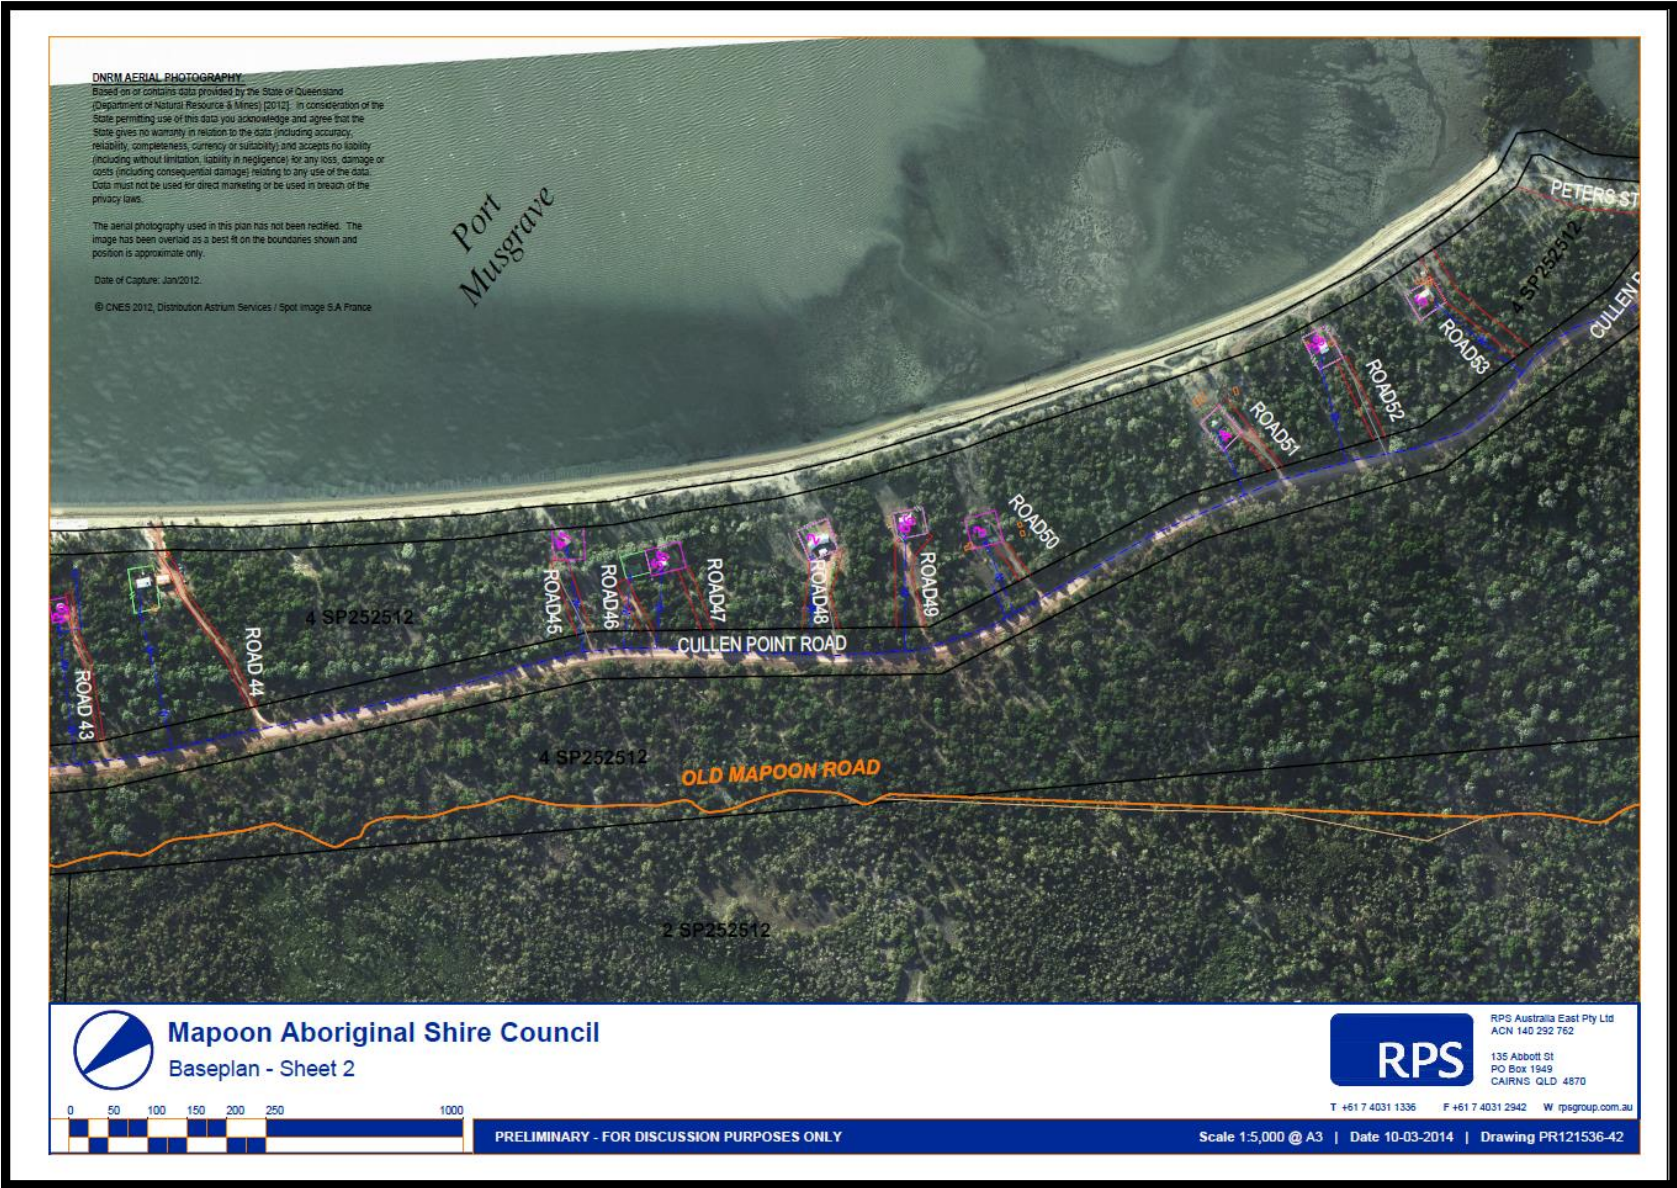 DNRM AERIAL PHOTOGRAPHY.
Based on or contains data provided by the State of Queensland
(Department of Natural Resource & Mines) [2012]. In consideration of the
State permitting use of this data you acknowledge and agree that the
State gives no warranty in relation to the data (including accuracy,
reliability, completeness, currency or suitability) and accepts no liability
(including without limitation, liability in negligence) for any loss, damage or
costs (including consequential damage) relating to any use of the data.
Data must not be used for direct marketing or be used in breach of the
privacy laws.
The aerial photography used in this plan has not been rectified. The
image has been overlaid as a best fit on the boundaries shown and
position is approximate only.
Date of Capture: Jan/2012.
© CNES 2012, Distribution Astrium Services / Spot Image S.A France
Port
Musgrave
PETERS ST
4 SP252512
CULLEN
ROAD53
ROAD52
ROAD51
ROAD50
ROAD49
ROAD48
ROAD47
ROAD46
ROAD45
ROAD 44
ROAD 43
4 SP252512
CULLEN POINT ROAD
4 SP252512
OLD MAPOON ROAD
2 SP252512
Mapoon Aboriginal Shire Council
Baseplan - Sheet 2
0 50 100 150 200 250 1000
PRELIMINARY - FOR DISCUSSION PURPOSES ONLY
RPS
RPS Australia East Pty Ltd
ACN 140 292 762
135 Abbott St
PO Box 1949
CAIRNS QLD 4870
T +61 7 4031 1336 F +61 7 4031 2942 W rpsgroup.com.au
Scale 1:5,000 @ A3 | Date 10-03-2014 | Drawing PR121536-42